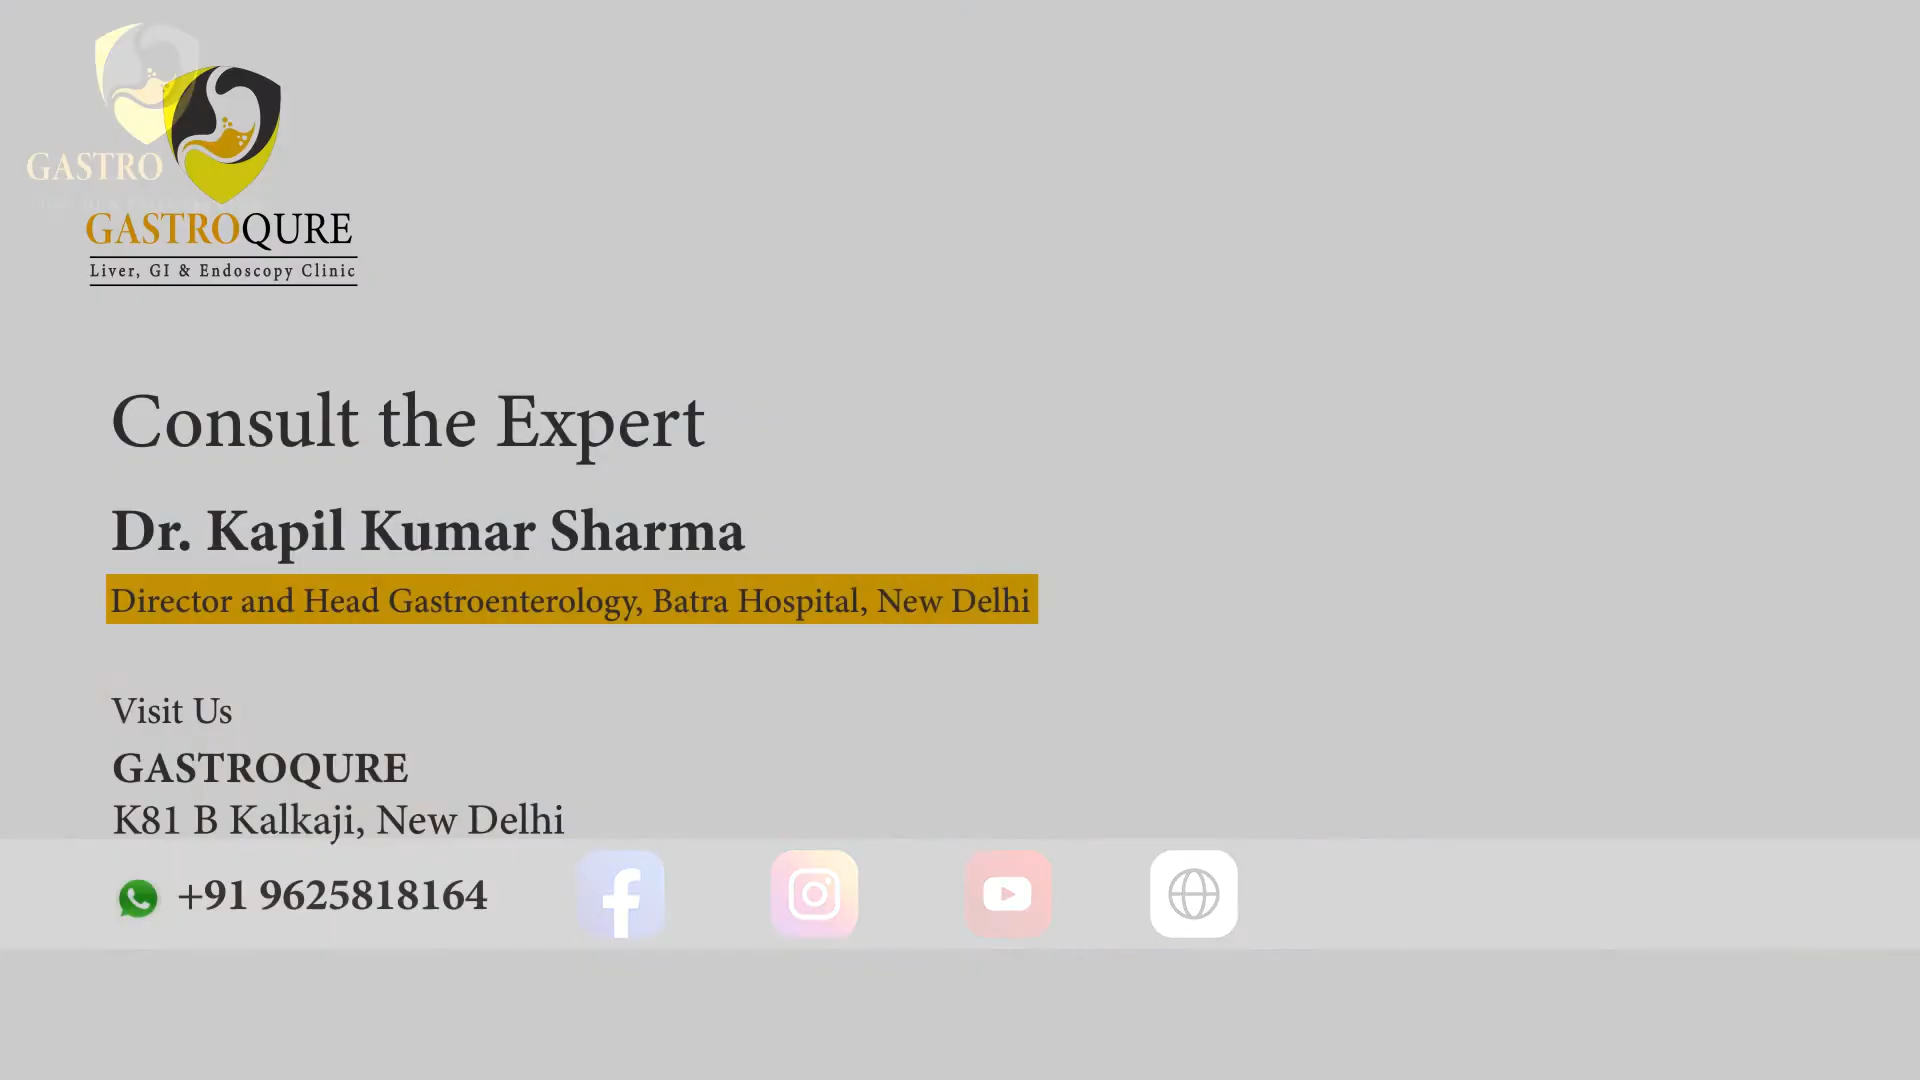 GASTRO
GASTROQURE
Liver, GI & Endoscopy Clinic
Consult the Expert
Dr. Kapil Kumar Sharma
Director and Head Gastroenterology, Batra Hospital, New Delhi
Visit Us
GASTROQURE
K81 B Kalkaji, New Delhi
+91 9625818164